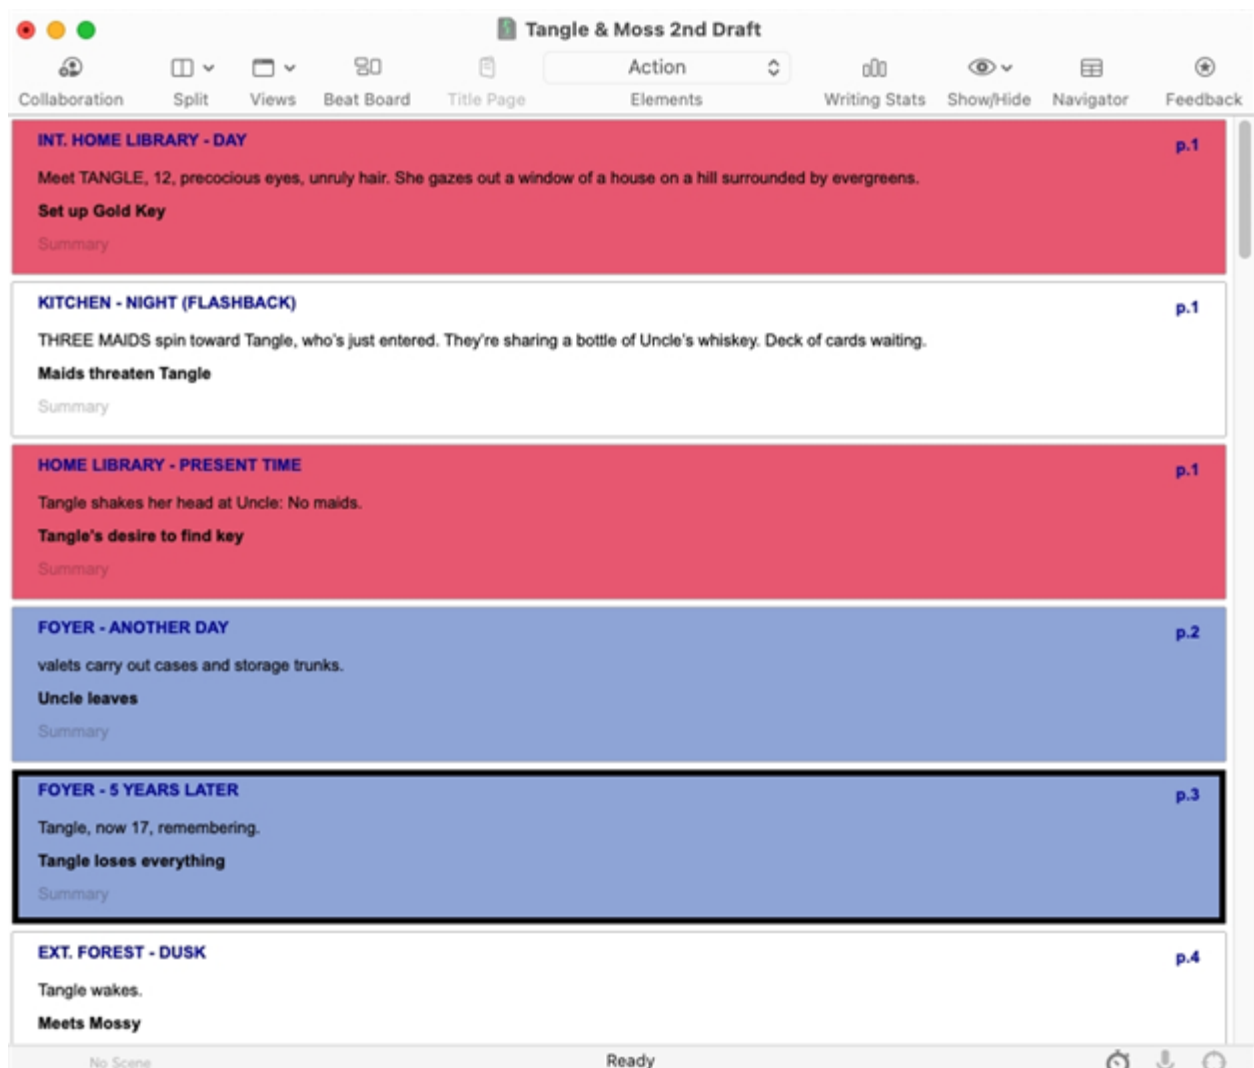 Tangle & Moss 2nd Draft
Action
Collaboration Split Views Beat Board Title Page Elements Writing Stats Show/Hide Navigator Feedback
INT. HOME LIBRARY - DAY p.1
Meet TANGLE, 12, precocious eyes, unruly hair. She gazes out a window of a house on a hill surrounded by evergreens.
Set up Gold Key
Summary
KITCHEN - NIGHT (FLASHBACK) p.1
THREE MAIDS spin toward Tangle, who's just entered. They're sharing a bottle of Uncle's whiskey. Deck of cards waiting.
Maids threaten Tangle
Summary
HOME LIBRARY - PRESENT TIME p.1
Tangle shakes her head at Uncle: No maids.
Tangle's desire to find key
Summary
FOYER - ANOTHER DAY p.2
valets carry out cases and storage trunks.
Uncle leaves
Summary
FOYER - 5 YEARS LATER p.3
Tangle, now 17, remembering.
Tangle loses everything
Summary
EXT. FOREST - DUSK p.4
Tangle wakes.
Meets Mossy
No Scene Ready